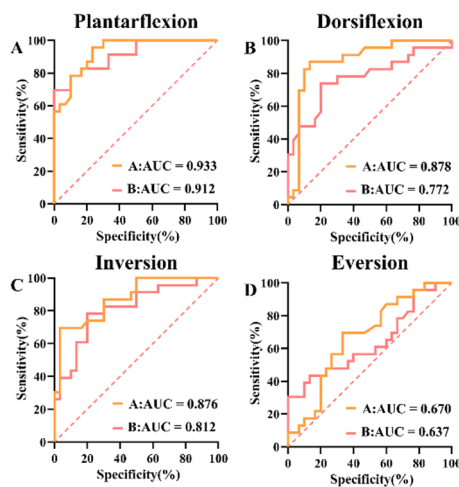 Plantarflexion
A
100
80
60
40
20
0
Sensitivity(%)
A:AUC = 0.933
B:AUC = 0.912
0 20 40 60 80 100
Specificity(%)
Dorsiflexion
B
100
80
60
40
20
0
Sensitivity(%)
A:AUC = 0.878
B:AUC = 0.772
0 20 40 60 80 100
Specificity(%)
Inversion
C
100
80
60
40
20
0
Sensitivity(%)
A:AUC = 0.876
B:AUC = 0.812
0 20 40 60 80 100
Specificity(%)
Eversion
D
100
80
60
40
20
0
Sensitivity(%)
A:AUC = 0.670
B:AUC = 0.637
0 20 40 60 80 100
Specificity(%)